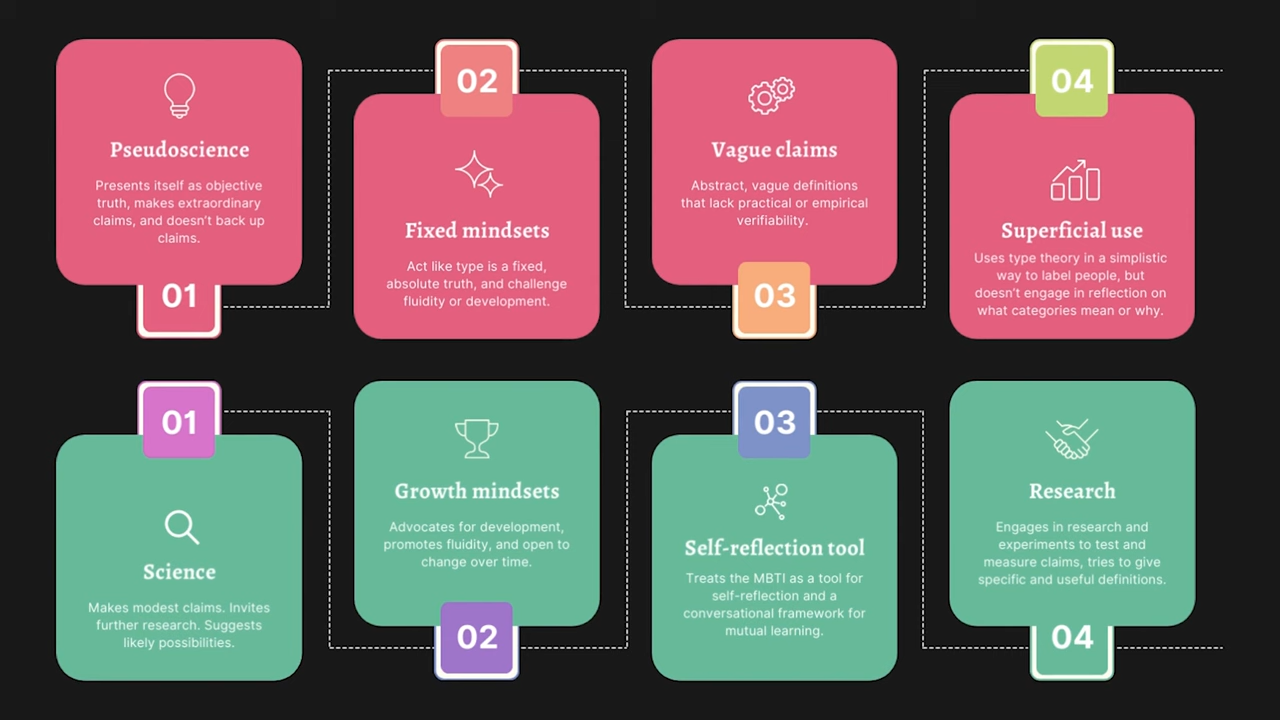 Pseudoscience
Presents itself as objective
truth, makes extraordinary
claims, and doesn't back up
claims.
01
02
Fixed mindsets
Act like type is a fixed,
absolute truth, and challenge
fluidity or development.
Vague claims
Abstract, vague definitions
that lack practical or empirical
verifiability.
03
04
Superficial use
Uses type theory in a simplistic
way to label people, but
doesn't engage in reflection on
what categories mean or why.
01
Science
Makes modest claims. Invites
further research. Suggests
likely possibilities.
Growth mindsets
Advocates for development,
promotes fluidity, and open to
change over time.
02
03
Self-reflection tool
Treats the MBTI as a tool for
self-reflection and a
conversational framework for
mutual learning.
Research
Engages in research and
experiments to test and
measure claims, tries to give
specific and useful definitions.
04